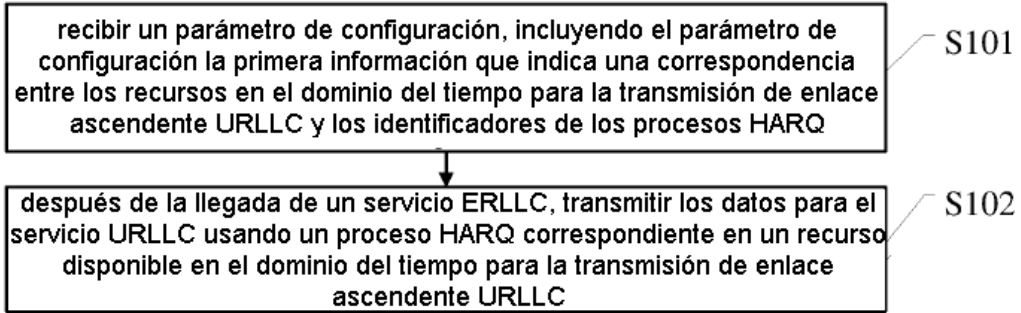 recibir un parámetro de configuración, incluyendo el parámetro de
configuración la primera información que indica una correspondencia
entre los recursos en el dominio del tiempo para la transmisión de enlace
ascendente URLLC y los identificadores de los procesos HARQ
S101
después de la llegada de un servicio ERLLC, transmitir los datos para el
servicio URLLC usando un proceso HARQ correspondiente en un recurso
disponible en el dominio del tiempo para la transmisión de enlace
ascendente URLLC
S102